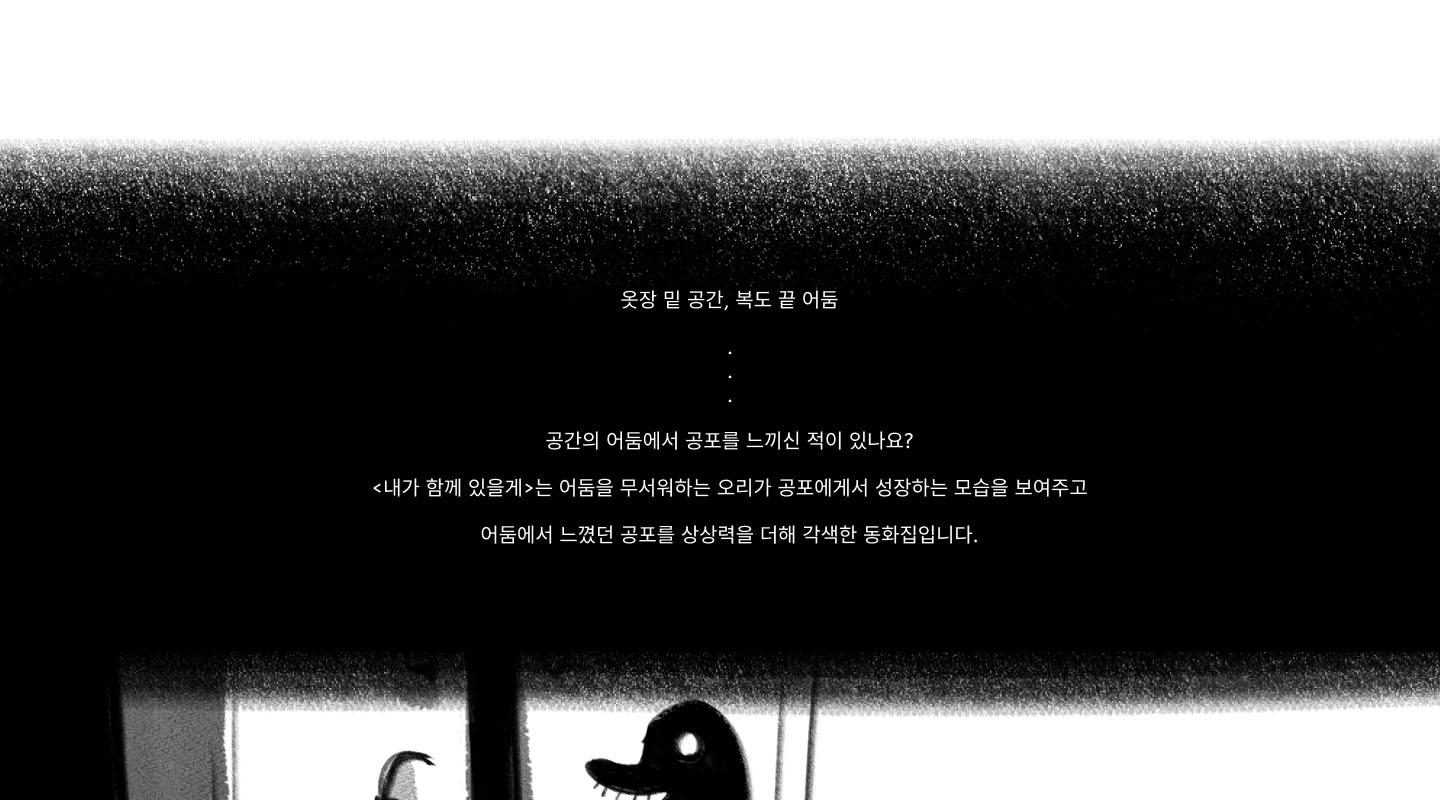 옷장 밑 공간, 복도 끝 어둠
.
.
.
공간의 어둠에서 공포를 느끼신 적이 있나요?
<내가 함께 있을게>는 어둠을 무서워하는 오리가 공포에게서 성장하는 모습을 보여주고
어둠에서 느꼈던 공포를 상상력을 더해 각색한 동화집입니다.